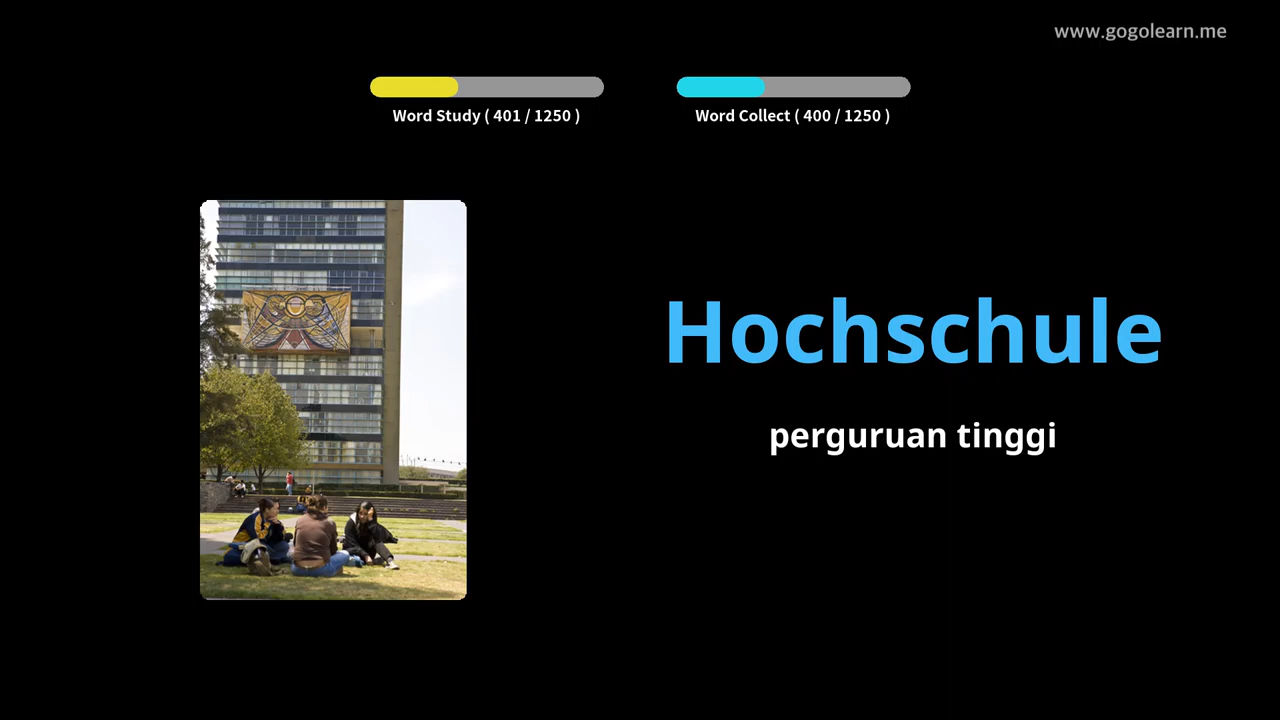 www.gogolearn.me
Word Study ( 401 / 1250 )
Word Collect ( 400 / 1250 )
Hochschule
perguruan tinggi